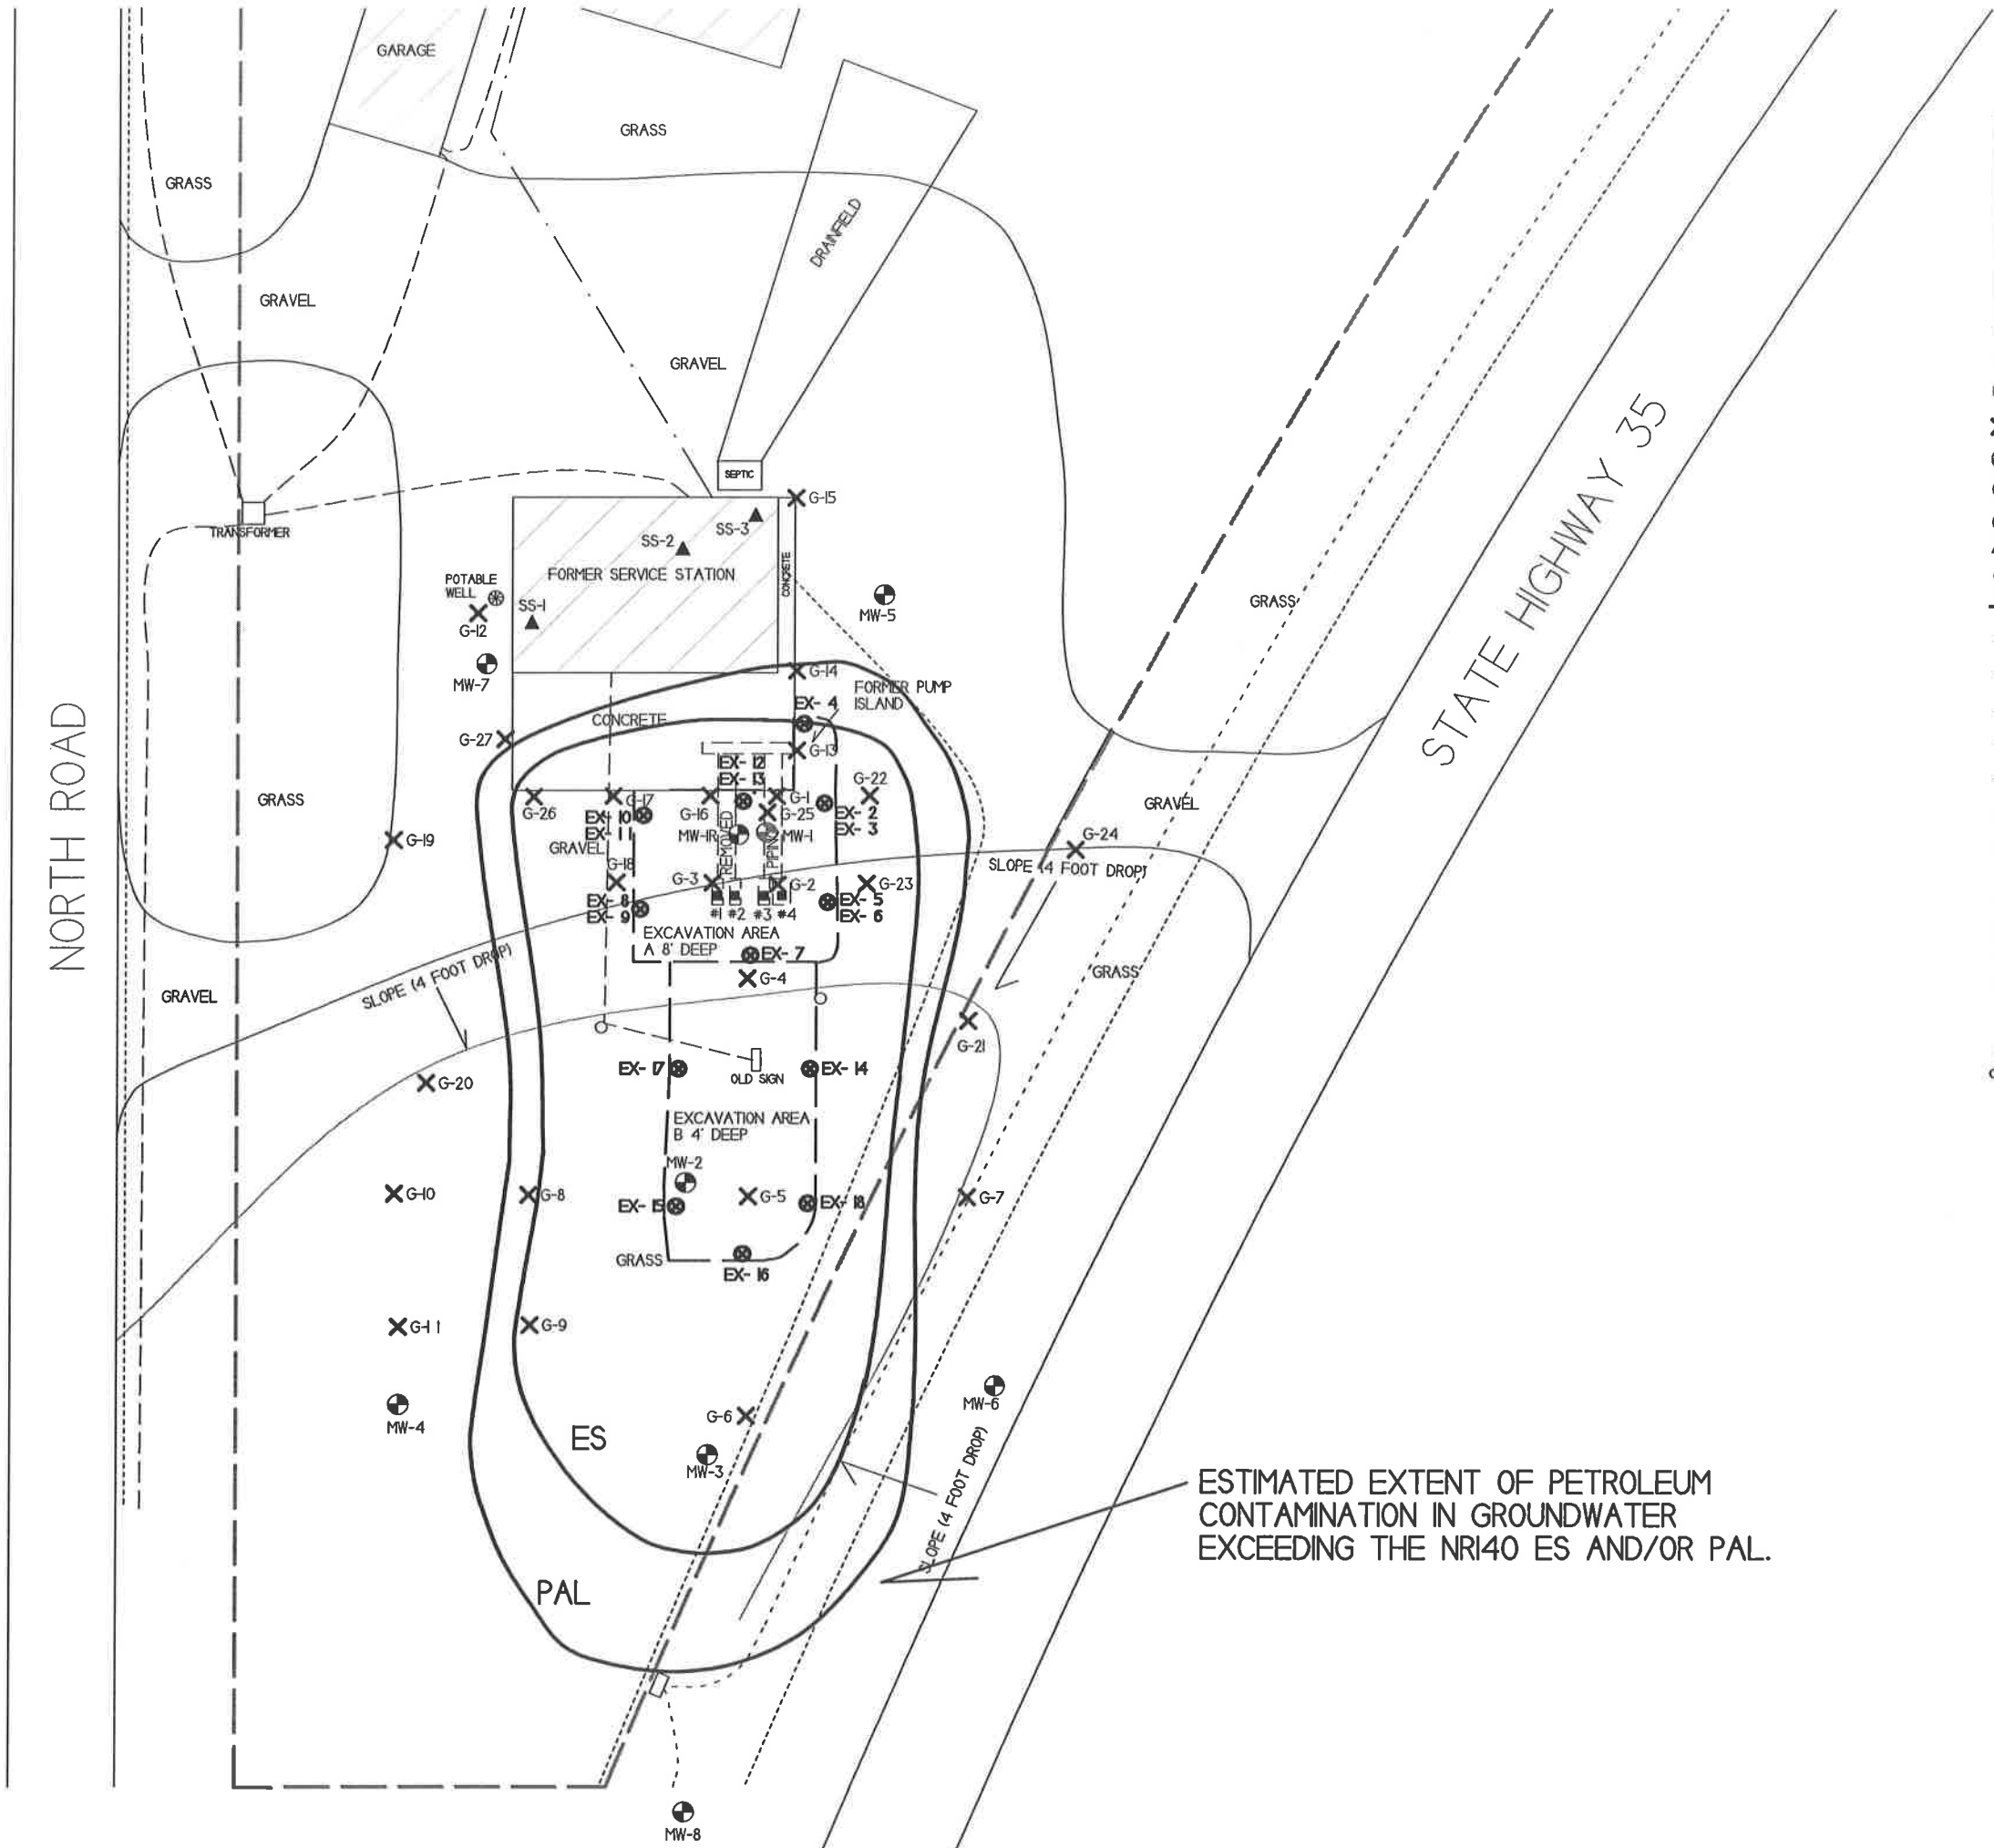 GARAGE
GRASS
GRASS
DRAINFIELD
GRAVEL
GRAVEL
STATE HIGHWAY 35
SEPTIC
G-15
SS-3
TRANSFORMER
SS-2
CONCRETE
POTABLE
WELL
FORMER SERVICE STATION
SS-1
G-12
MW-5
GRASS
MW-7
G-14
FORMER PUMP
ISLAND
EX- 4
CONCRETE
NORTH ROAD
G-27
G-13
EX- 12
EX- 13
G-22
GRASS
G-26
G-17
G-16
G-1
G-25
GRAVEL
EX- 10
EX- 11
EX- 2
EX- 3
MW-1R
REMOVED
PIPING
MW-1
G-24
G-19
GRAVEL
G-18
SLOPE (4 FOOT DROP)
G-3
G-2
G-23
EX- 8
EX- 9
#1 #2 #3 #4
EX- 5
EX- 6
EXCAVATION AREA
A 8' DEEP
EX- 7
G-4
GRASS
SLOPE (4 FOOT DROP)
GRAVEL
G-21
EX- 17
EX- 14
OLD SIGN
G-20
EXCAVATION AREA
B 4' DEEP
MW-2
G-10
G-8
G-5
G-7
EX- 15
EX- 18
GRASS
EX- 16
G-11
G-9
MW-6
MW-4
G-6
ES
MW-3
SLOPE (4 FOOT DROP)
ESTIMATED EXTENT OF PETROLEUM
CONTAMINATION IN GROUNDWATER
EXCEEDING THE NR140 ES AND/OR PAL.
PAL
MW-8